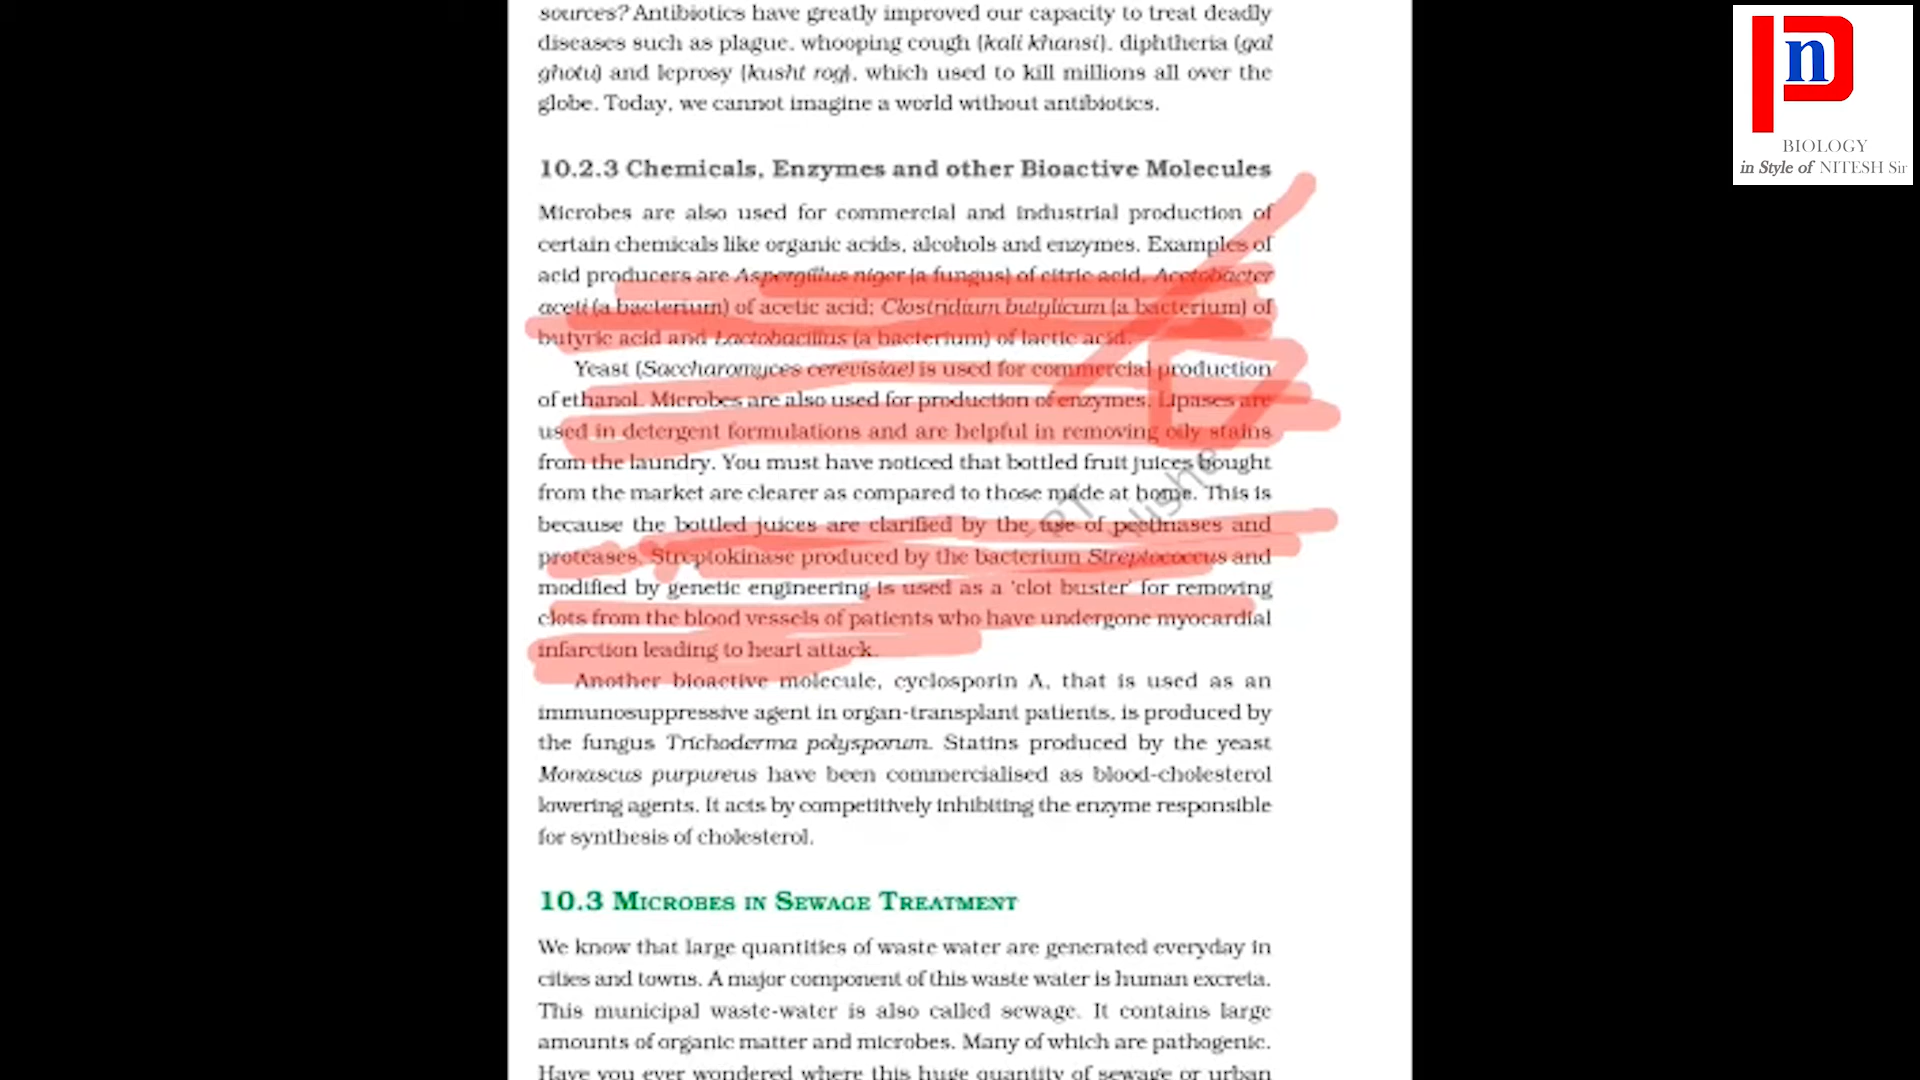 sources? Antibiotics have greatly improved our capacity to treat deadly
diseases such as plague, whooping cough (kali khansi), diphtheria (gal
ghotu) and leprosy (kusht rog), which used to kill millions all over the
globe. Today, we cannot imagine a world without antibiotics.
10.2.3 Chemicals, Enzymes and other Bioactive Molecules
Microbes are also used for commercial and industrial production of
certain chemicals like organic acids, alcohols and enzymes. Examples of
acid producers are Aspergillus niger (a fungus) of citric acid, Acetobacter
aceti (a bacterium) of acetic acid; Clostridium butylicum (a bacterium) of
butyric acid and Lactobacillus (a bacterium) of lactic acid.
Yeast (Saccharomyces cerevisiae) is used for commercial production
of ethanol. Microbes are also used for production of enzymes. Lipases are
used in detergent formulations and are helpful in removing oily stains
from the laundry. You must have noticed that bottled fruit juices bought
from the market are clearer as compared to those made at home. This is
because the bottled juices are clarified by the use of pectinases and
proteases. Streptokinase produced by the bacterium Streptococcus and
modified by genetic engineering is used as a 'clot buster' for removing
clots from the blood vessels of patients who have undergone myocardial
infarction leading to heart attack.
Another bioactive molecule, cyclosporin A, that is used as an
immunosuppressive agent in organ-transplant patients, is produced by
the fungus Trichoderma polysporum. Statins produced by the yeast
Monascus purpureus have been commercialised as blood-cholesterol
lowering agents. It acts by competitively inhibiting the enzyme responsible
for synthesis of cholesterol.
10.3 MICROBES IN SEWAGE TREATMENT
We know that large quantities of waste water are generated everyday in
cities and towns. A major component of this waste water is human excreta.
This municipal waste-water is also called sewage. It contains large
amounts of organic matter and microbes. Many of which are pathogenic.
Have you ever wondered where this huge quantity of sewage or urban
n
BIOLOGY
in Style of NITESH Sir